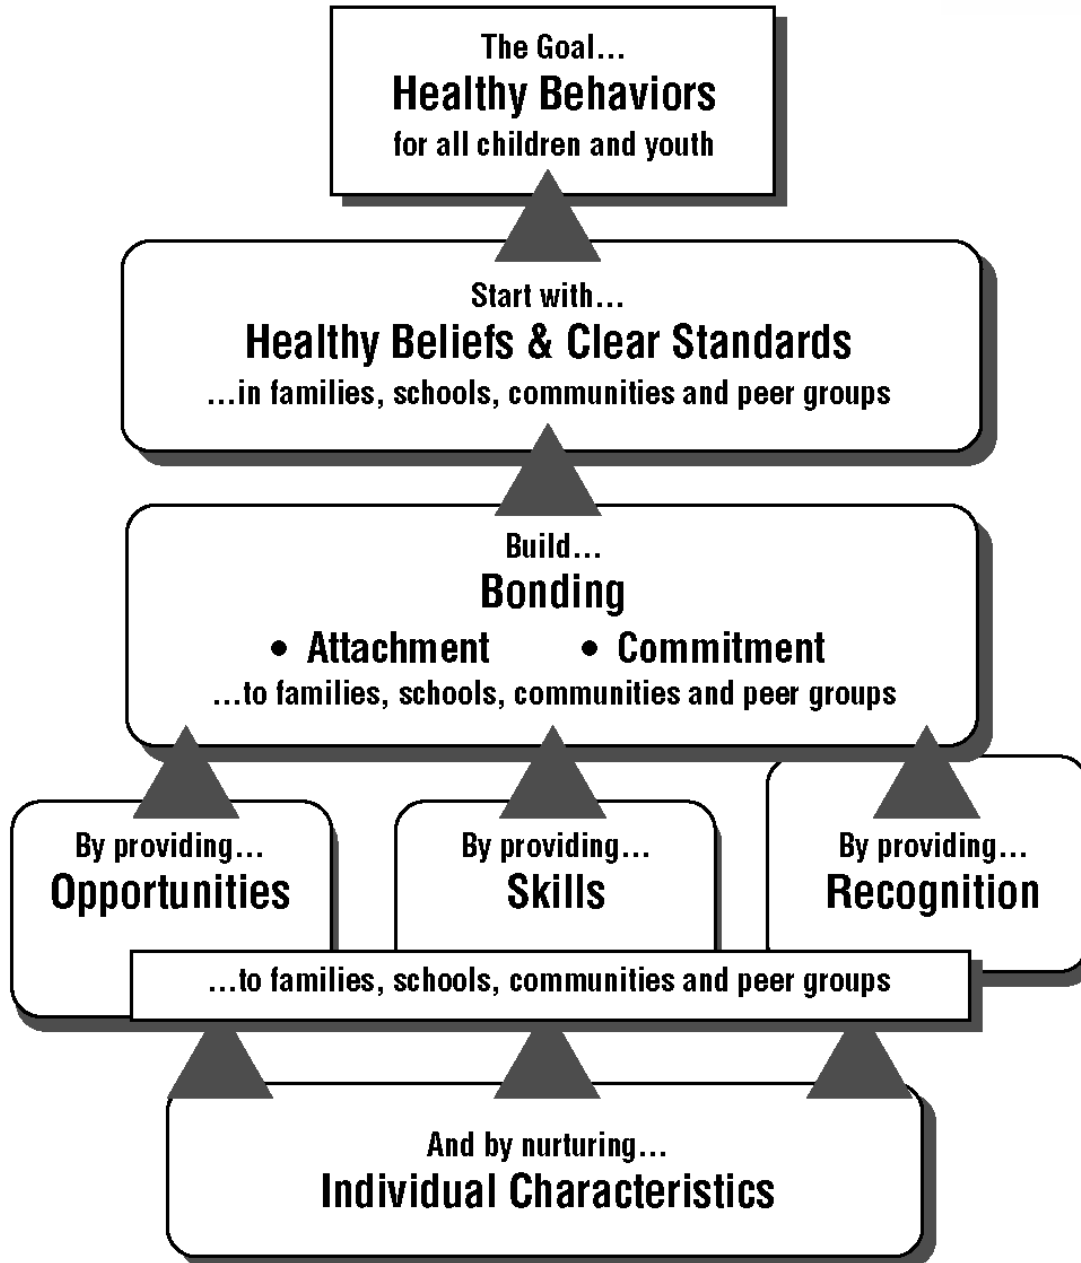 The Goal...
Healthy Behaviors
for all children and youth
Start with...
Healthy Beliefs & Clear Standards
...in families, schools, communities and peer groups
Build...
Bonding
• Attachment • Commitment
...to families, schools, communities and peer groups
By providing...
Opportunities
By providing...
Skills
By providing...
Recognition
...to families, schools, communities and peer groups
And by nurturing...
Individual Characteristics